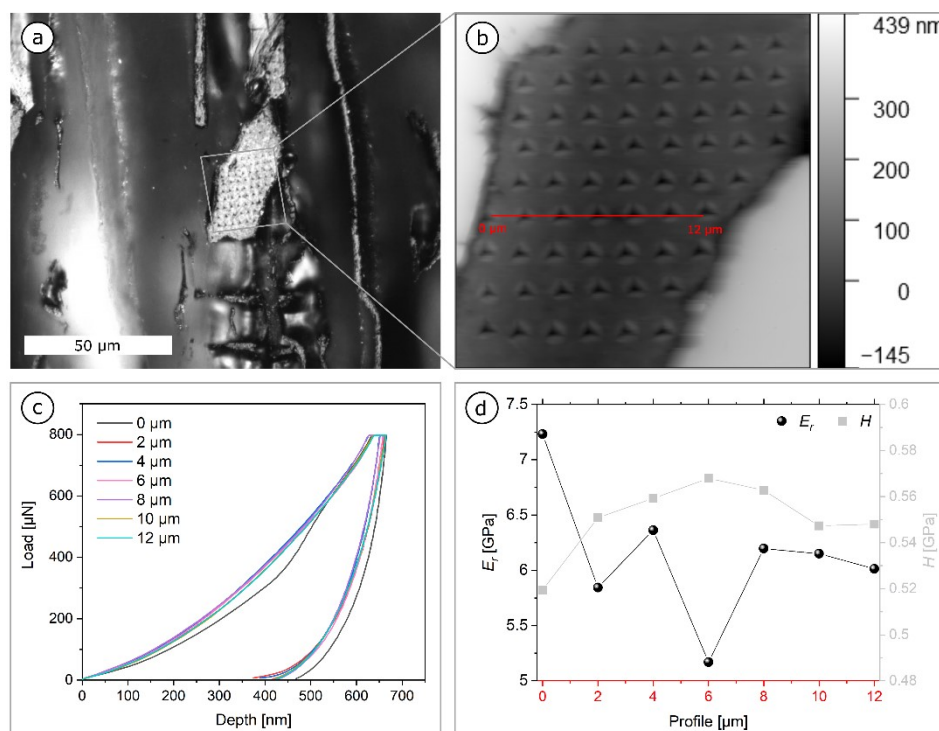 a
50 µm
b
0 µm
12 µm
439 nm
300
200
100
0
−145
c
0 µm
2 µm
4 µm
6 µm
8 µm
10 µm
12 µm
Load [µN]
800
600
400
200
0
0 100 200 300 400 500 600 700
Depth [nm]
d
E_r H
E_r [GPa]
7.5
7
6.5
6
5.5
5
H [GPa]
0.6
0.56
0.54
0.52
0.5
0.48
0 2 4 6 8 10 12
Profile [µm]